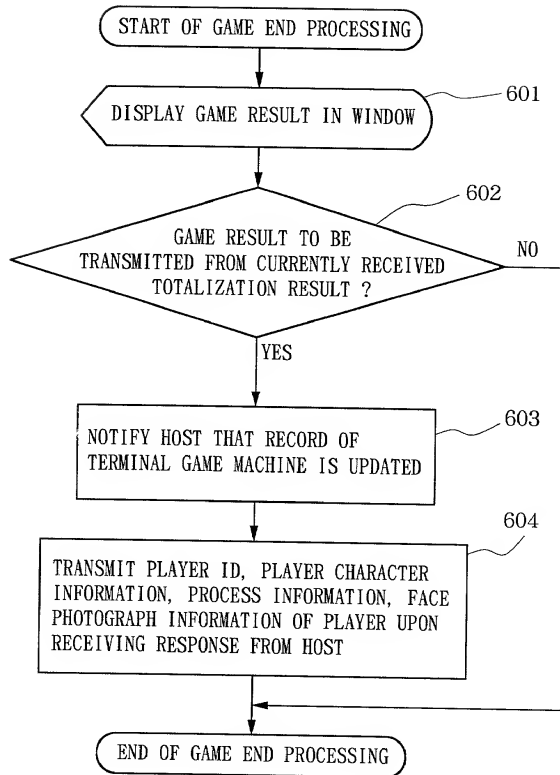 START OF GAME END PROCESSING
601
DISPLAY GAME RESULT IN WINDOW
602
GAME RESULT TO BE
TRANSMITTED FROM CURRENTLY RECEIVED
TOTALIZATION RESULT ?
NO
YES
603
NOTIFY HOST THAT RECORD OF
TERMINAL GAME MACHINE IS UPDATED
604
TRANSMIT PLAYER ID, PLAYER CHARACTER
INFORMATION, PROCESS INFORMATION, FACE
PHOTOGRAPH INFORMATION OF PLAYER UPON
RECEIVING RESPONSE FROM HOST
END OF GAME END PROCESSING